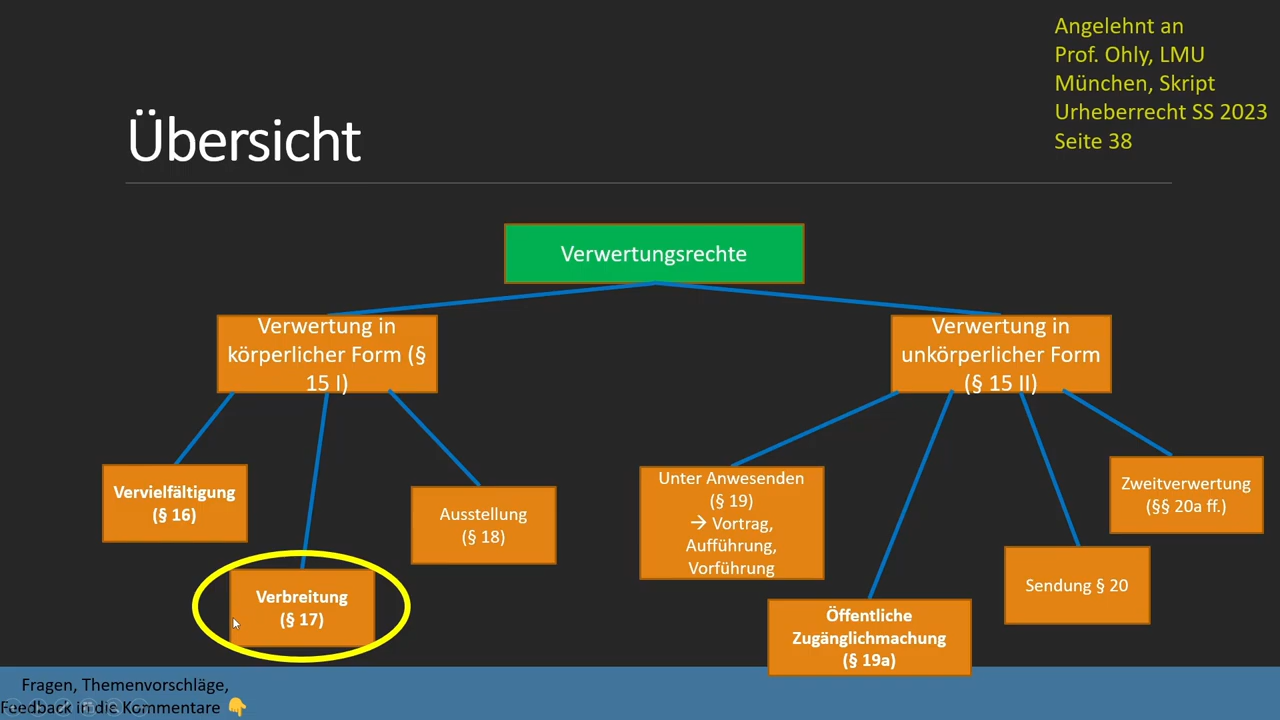 Angelehnt an
Prof. Ohly, LMU
München, Skript
Urheberrecht SS 2023
Seite 38
Übersicht
Verwertungsrechte
Verwertung in
körperlicher Form (§
15 I)
Verwertung in
unkörperlicher Form
(§ 15 II)
Vervielfältigung
(§ 16)
Verbreitung
(§ 17)
Ausstellung
(§ 18)
Unter Anwesenden
(§ 19)
→ Vortrag,
Aufführung,
Vorführung
Öffentliche
Zugänglichmachung
(§ 19a)
Sendung § 20
Zweitverwertung
(§§ 20a ff.)
Fragen, Themenvorschläge,
Feedback in die Kommentare 👇